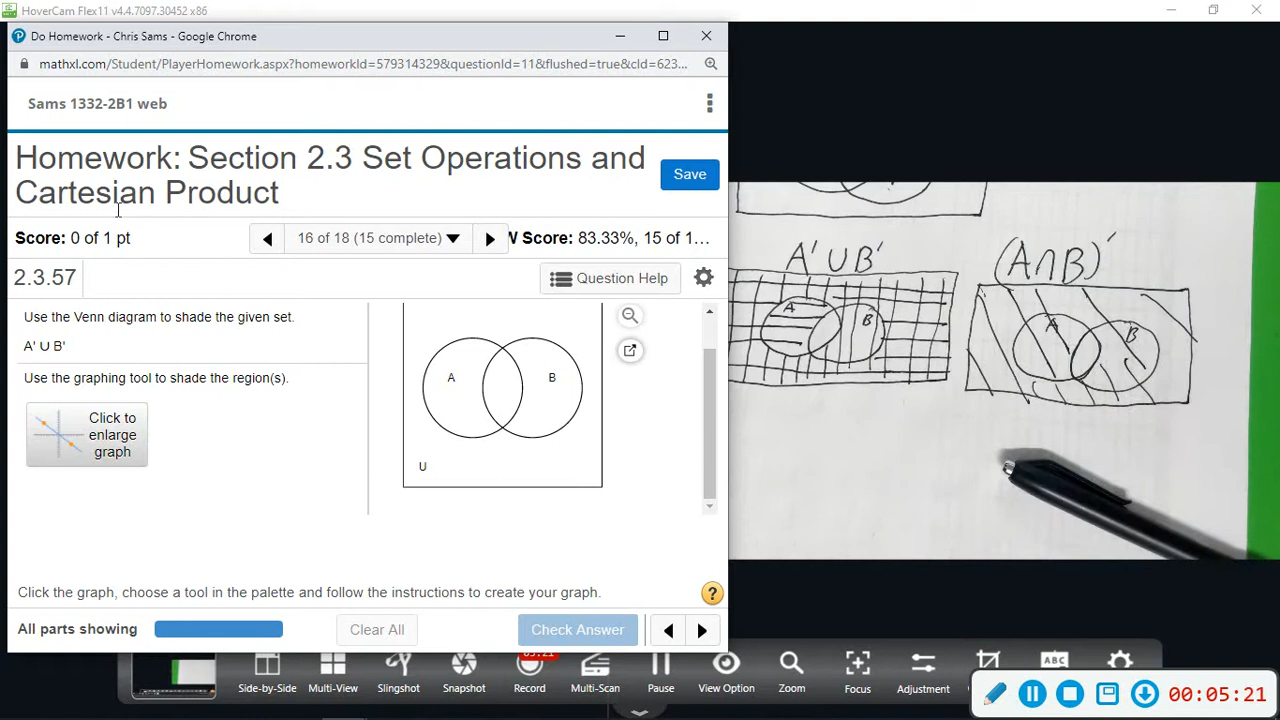 HoverCam Flex11 v4.4.7097.30452 x86
Do Homework - Chris Sams - Google Chrome
mathxl.com/Student/PlayerHomework.aspx?homeworkId=579314329&questionId=11&flushed=true&cId=623...
Sams 1332-2B1 web
Homework: Section 2.3 Set Operations and
Cartesian Product
Save
Score: 0 of 1 pt
16 of 18 (15 complete)
W Score: 83.33%, 15 of 1...
2.3.57
Question Help
Use the Venn diagram to shade the given set.
A' U B'
Use the graphing tool to shade the region(s).
Click to
enlarge
graph
A
B
U
Click the graph, choose a tool in the palette and follow the instructions to create your graph.
?
All parts showing
Clear All
Check Answer
A' ∪ B'
A
B
(A∩B)'
A
B
Side-by-Side
Multi-View
Slingshot
Snapshot
Record
Multi-Scan
Pause
View Option
Zoom
Focus
Adjustment
ABC
00:05:21